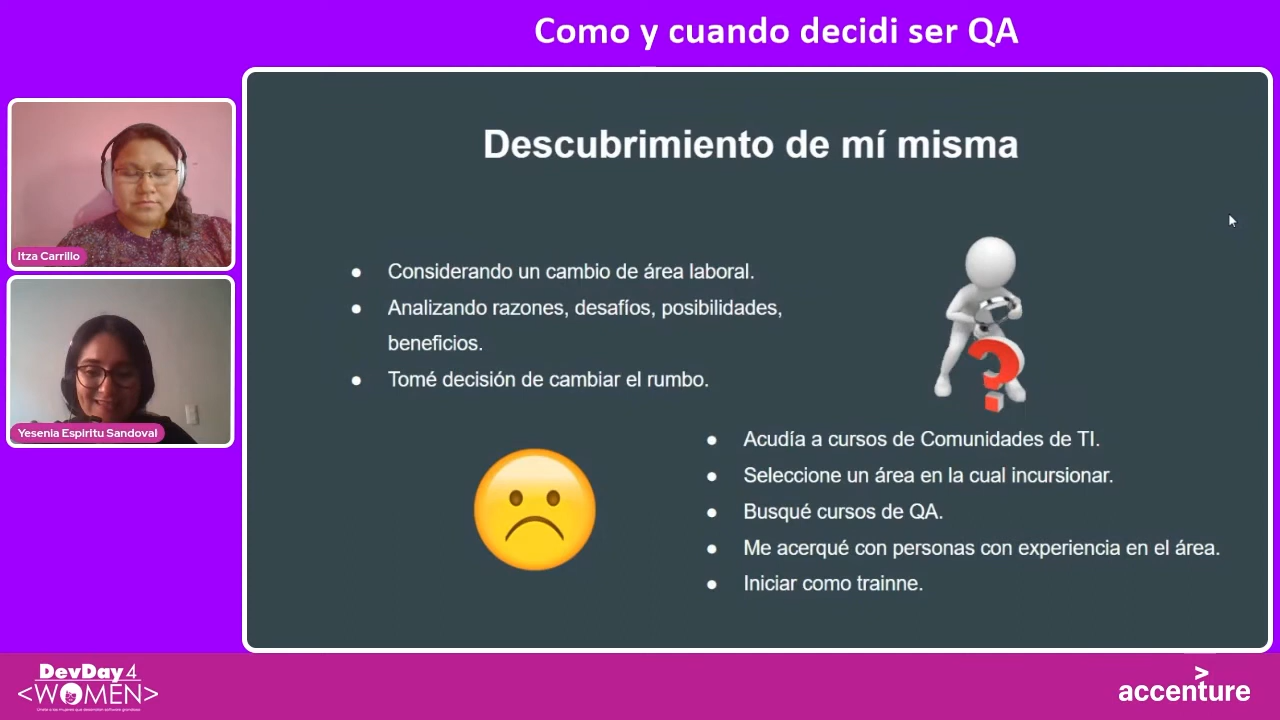 Como y cuando decidi ser QA
Descubrimiento de mí misma
● Considerando un cambio de área laboral.
● Analizando razones, desafíos, posibilidades,
beneficios.
● Tomé decisión de cambiar el rumbo.
● Acudía a cursos de Comunidades de TI.
● Seleccione un área en la cual incursionar.
● Busqué cursos de QA.
● Me acerqué con personas con experiencia en el área.
● Iniciar como trainne.
Itza Carrillo
Yesenia Espiritu Sandoval
DevDay4
<WOMEN>
accenture